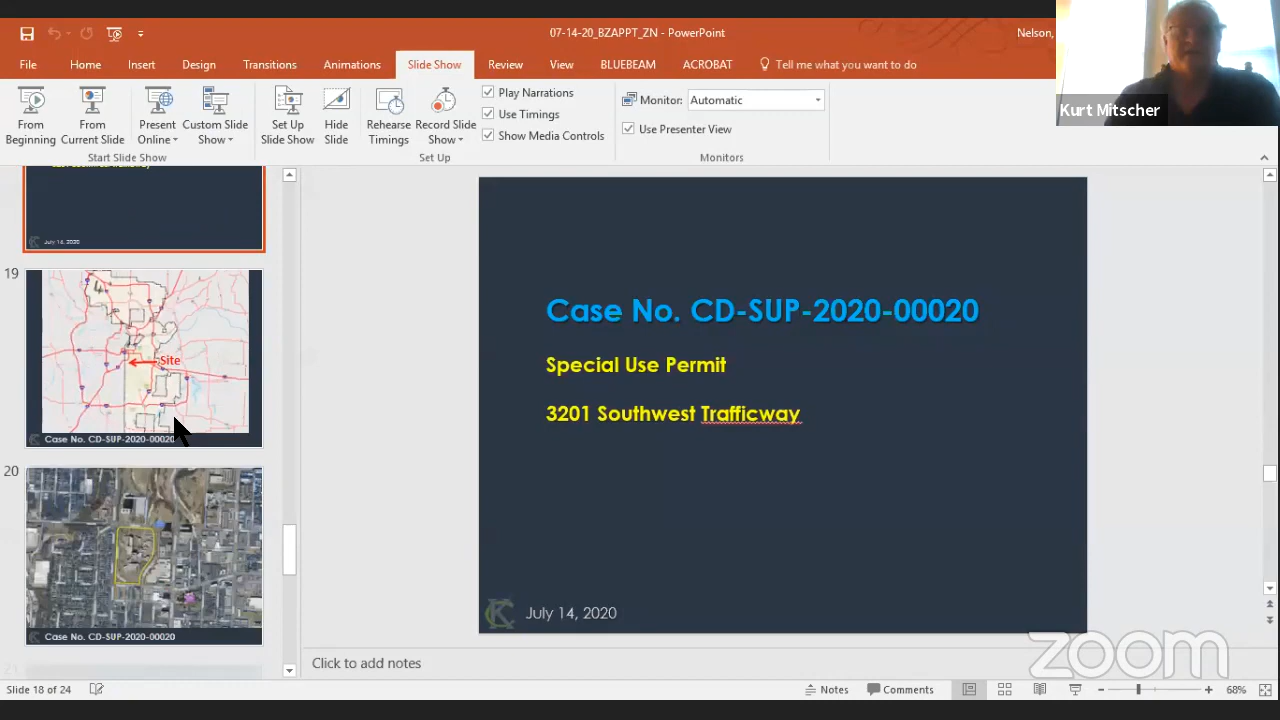 07-14-20_BZAPPT_ZN - PowerPoint
Nelson,
File Home Insert Design Transitions Animations Slide Show Review View BLUEBEAM ACROBAT Tell me what you want to do
Kurt Mitscher
From Beginning
From Current Slide
Present Online
Custom Slide Show
Set Up Slide Show
Hide Slide
Rehearse Timings
Record Slide Show
Play Narrations
Use Timings
Show Media Controls
Monitor: Automatic
Use Presenter View
Start Slide Show
Set Up
Monitors
July 14, 2020
19
Site
Case No. CD-SUP-2020-00020
20
Case No. CD-SUP-2020-00020
21
Case No. CD-SUP-2020-00020
Special Use Permit
3201 Southwest Trafficway
KC
July 14, 2020
zoom
Click to add notes
Slide 18 of 24
Notes
Comments
68%